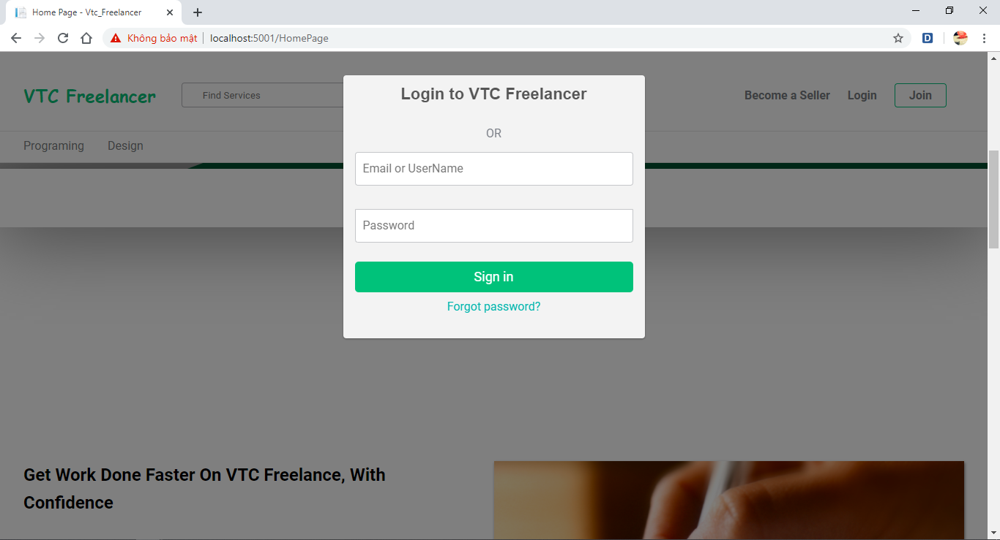 Home Page - Vtc_Freelancer
Không bảo mật
localhost:5001/HomePage
VTC Freelancer
Find Services
Become a Seller
Login
Join
Programing
Design
Login to VTC Freelancer
OR
Email or UserName
Password
Sign in
Forgot password?
Get Work Done Faster On VTC Freelance, With
Confidence